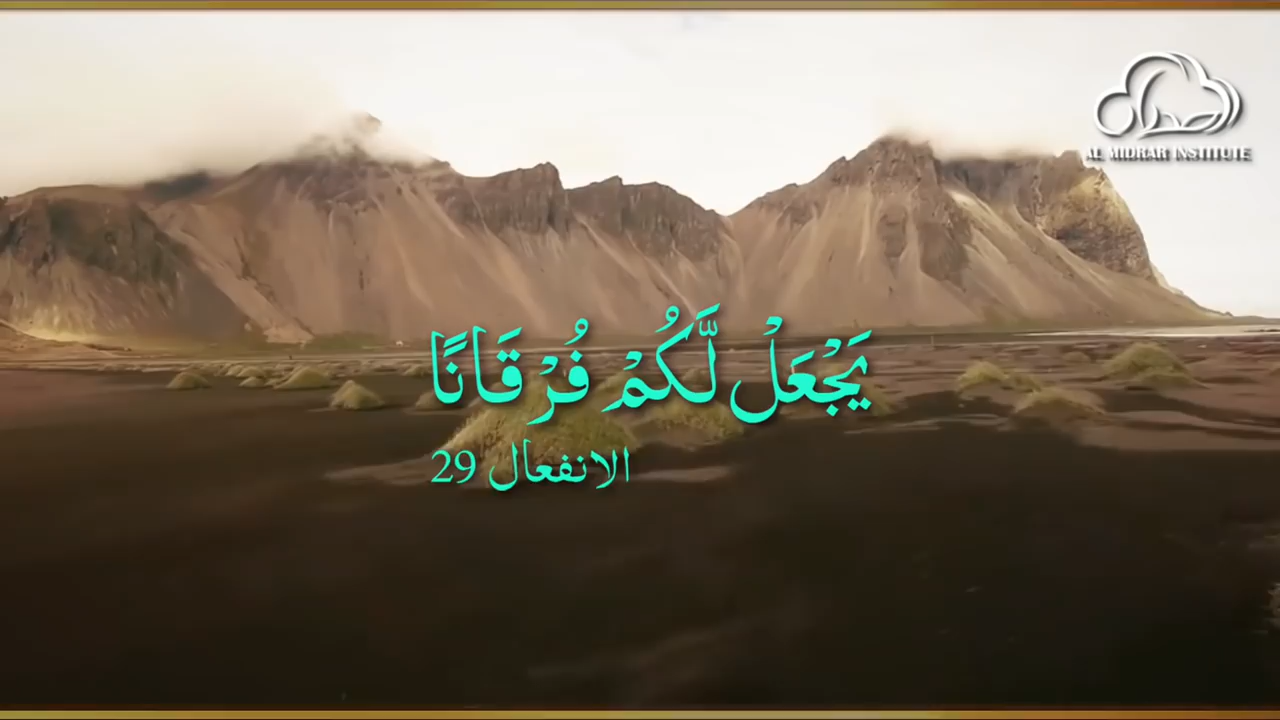 AL MIDRAR INSTITUTE
يَجْعَلْ لَّكُمْ فُرْقَانًا
الانفعال 29